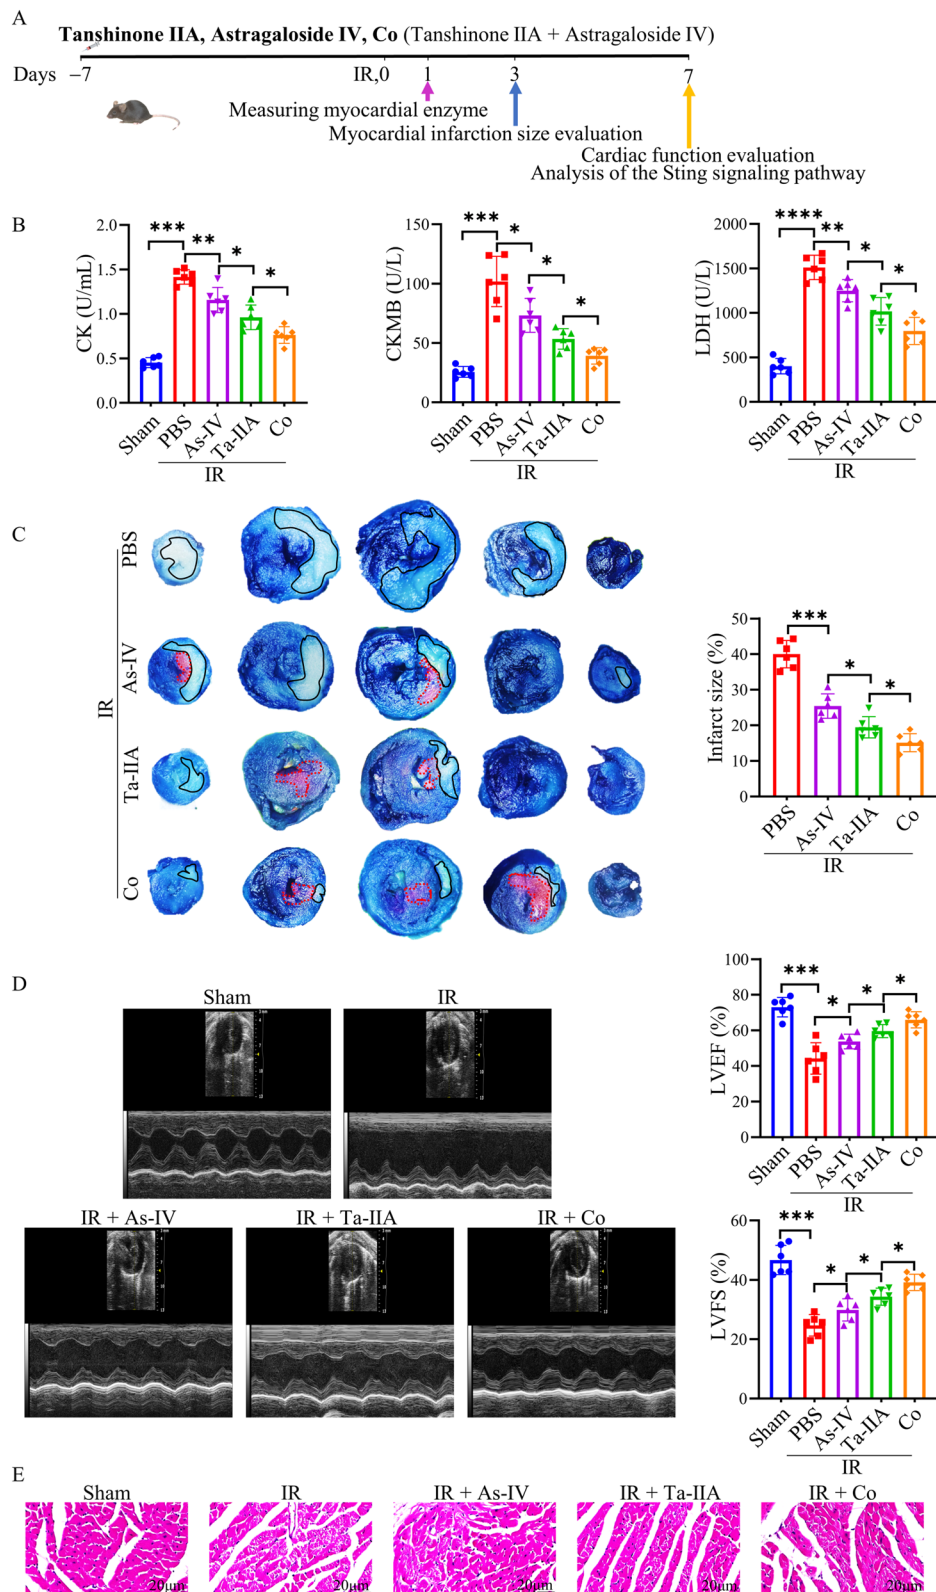 A
Tanshinone IIA, Astragaloside IV, Co (Tanshinone IIA + Astragaloside IV)
Days −7 IR,0 1 3 7
Measuring myocardial enzyme
Myocardial infarction size evaluation
Cardiac function evaluation
Analysis of the Sting signaling pathway
B
CK (U/mL)
2.0
1.5
1.0
0.5
0.0
*** ** * *
Sham PBS As-IV Ta-IIA Co
IR
CKMB (U/L)
150
100
50
0
*** * * *
Sham PBS As-IV Ta-IIA Co
IR
LDH (U/L)
2000
1500
1000
500
0
**** ** * *
Sham PBS As-IV Ta-IIA Co
IR
C
IR
PBS
As-IV
Ta-IIA
Co
Infarct size (%)
50
40
30
20
10
0
*** * *
PBS As-IV Ta-IIA Co
IR
D
Sham IR
IR + As-IV IR + Ta-IIA IR + Co
LVEF (%)
100
80
60
40
20
0
*** * * *
Sham PBS As-IV Ta-IIA Co
IR
LVFS (%)
60
40
20
0
*** * * *
Sham PBS As-IV Ta-IIA Co
IR
E
Sham IR IR + As-IV IR + Ta-IIA IR + Co
20μm 20μm 20μm 20μm 20μm